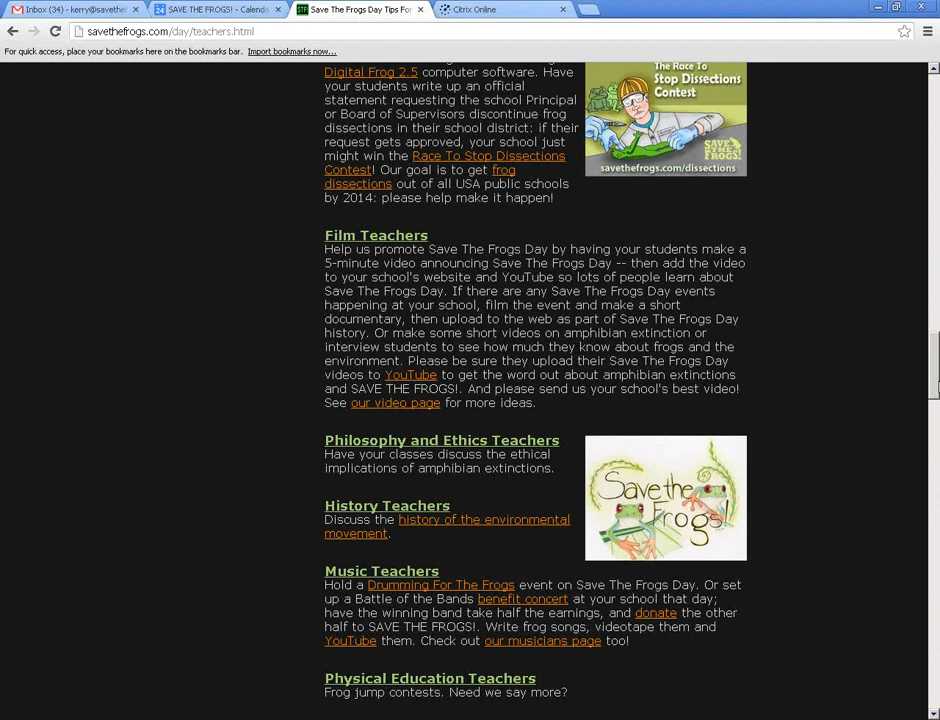 Inbox (34) - kerry@savethef
SAVE THE FROGS! - Calenda
Save The Frogs Day Tips For
Citrix Online
savethefrogs.com/day/teachers.html
For quick access, place your bookmarks here on the bookmarks bar. Import bookmarks now...
Digital Frog 2.5 computer software. Have
your students write up an official
statement requesting the school Principal
or Board of Supervisors discontinue frog
dissections in their school district: if their
request gets approved, your school just
might win the Race To Stop Dissections
Contest! Our goal is to get frog
dissections out of all USA public schools
by 2014: please help make it happen!
The Race To
Stop Dissections
Contest
SAVE
THE
FROGS!
savethefrogs.com/dissections
Film Teachers
Help us promote Save The Frogs Day by having your students make a
5-minute video announcing Save The Frogs Day -- then add the video
to your school's website and YouTube so lots of people learn about
Save The Frogs Day. If there are any Save The Frogs Day events
happening at your school, film the event and make a short
documentary, then upload to the web as part of Save The Frogs Day
history. Or make some short videos on amphibian extinction or
interview students to see how much they know about frogs and the
environment. Please be sure they upload their Save The Frogs Day
videos to YouTube to get the word out about amphibian extinctions
and SAVE THE FROGS!. And please send us your school's best video!
See our video page for more ideas.
Philosophy and Ethics Teachers
Have your classes discuss the ethical
implications of amphibian extinctions.
Save the
Frogs!
History Teachers
Discuss the history of the environmental
movement.
Music Teachers
Hold a Drumming For The Frogs event on Save The Frogs Day. Or set
up a Battle of the Bands benefit concert at your school that day;
have the winning band take half the earnings, and donate the other
half to SAVE THE FROGS!. Write frog songs, videotape them and
YouTube them. Check out our musicians page too!
Physical Education Teachers
Frog jump contests. Need we say more?